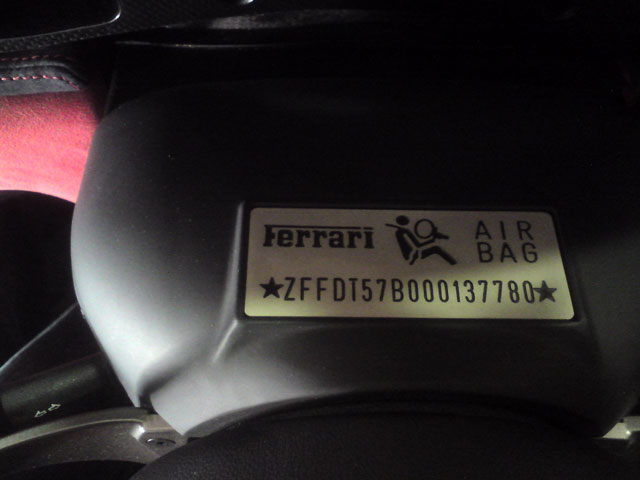 Ferrari
AIR
BAG
★ZFFDT57B000137780★